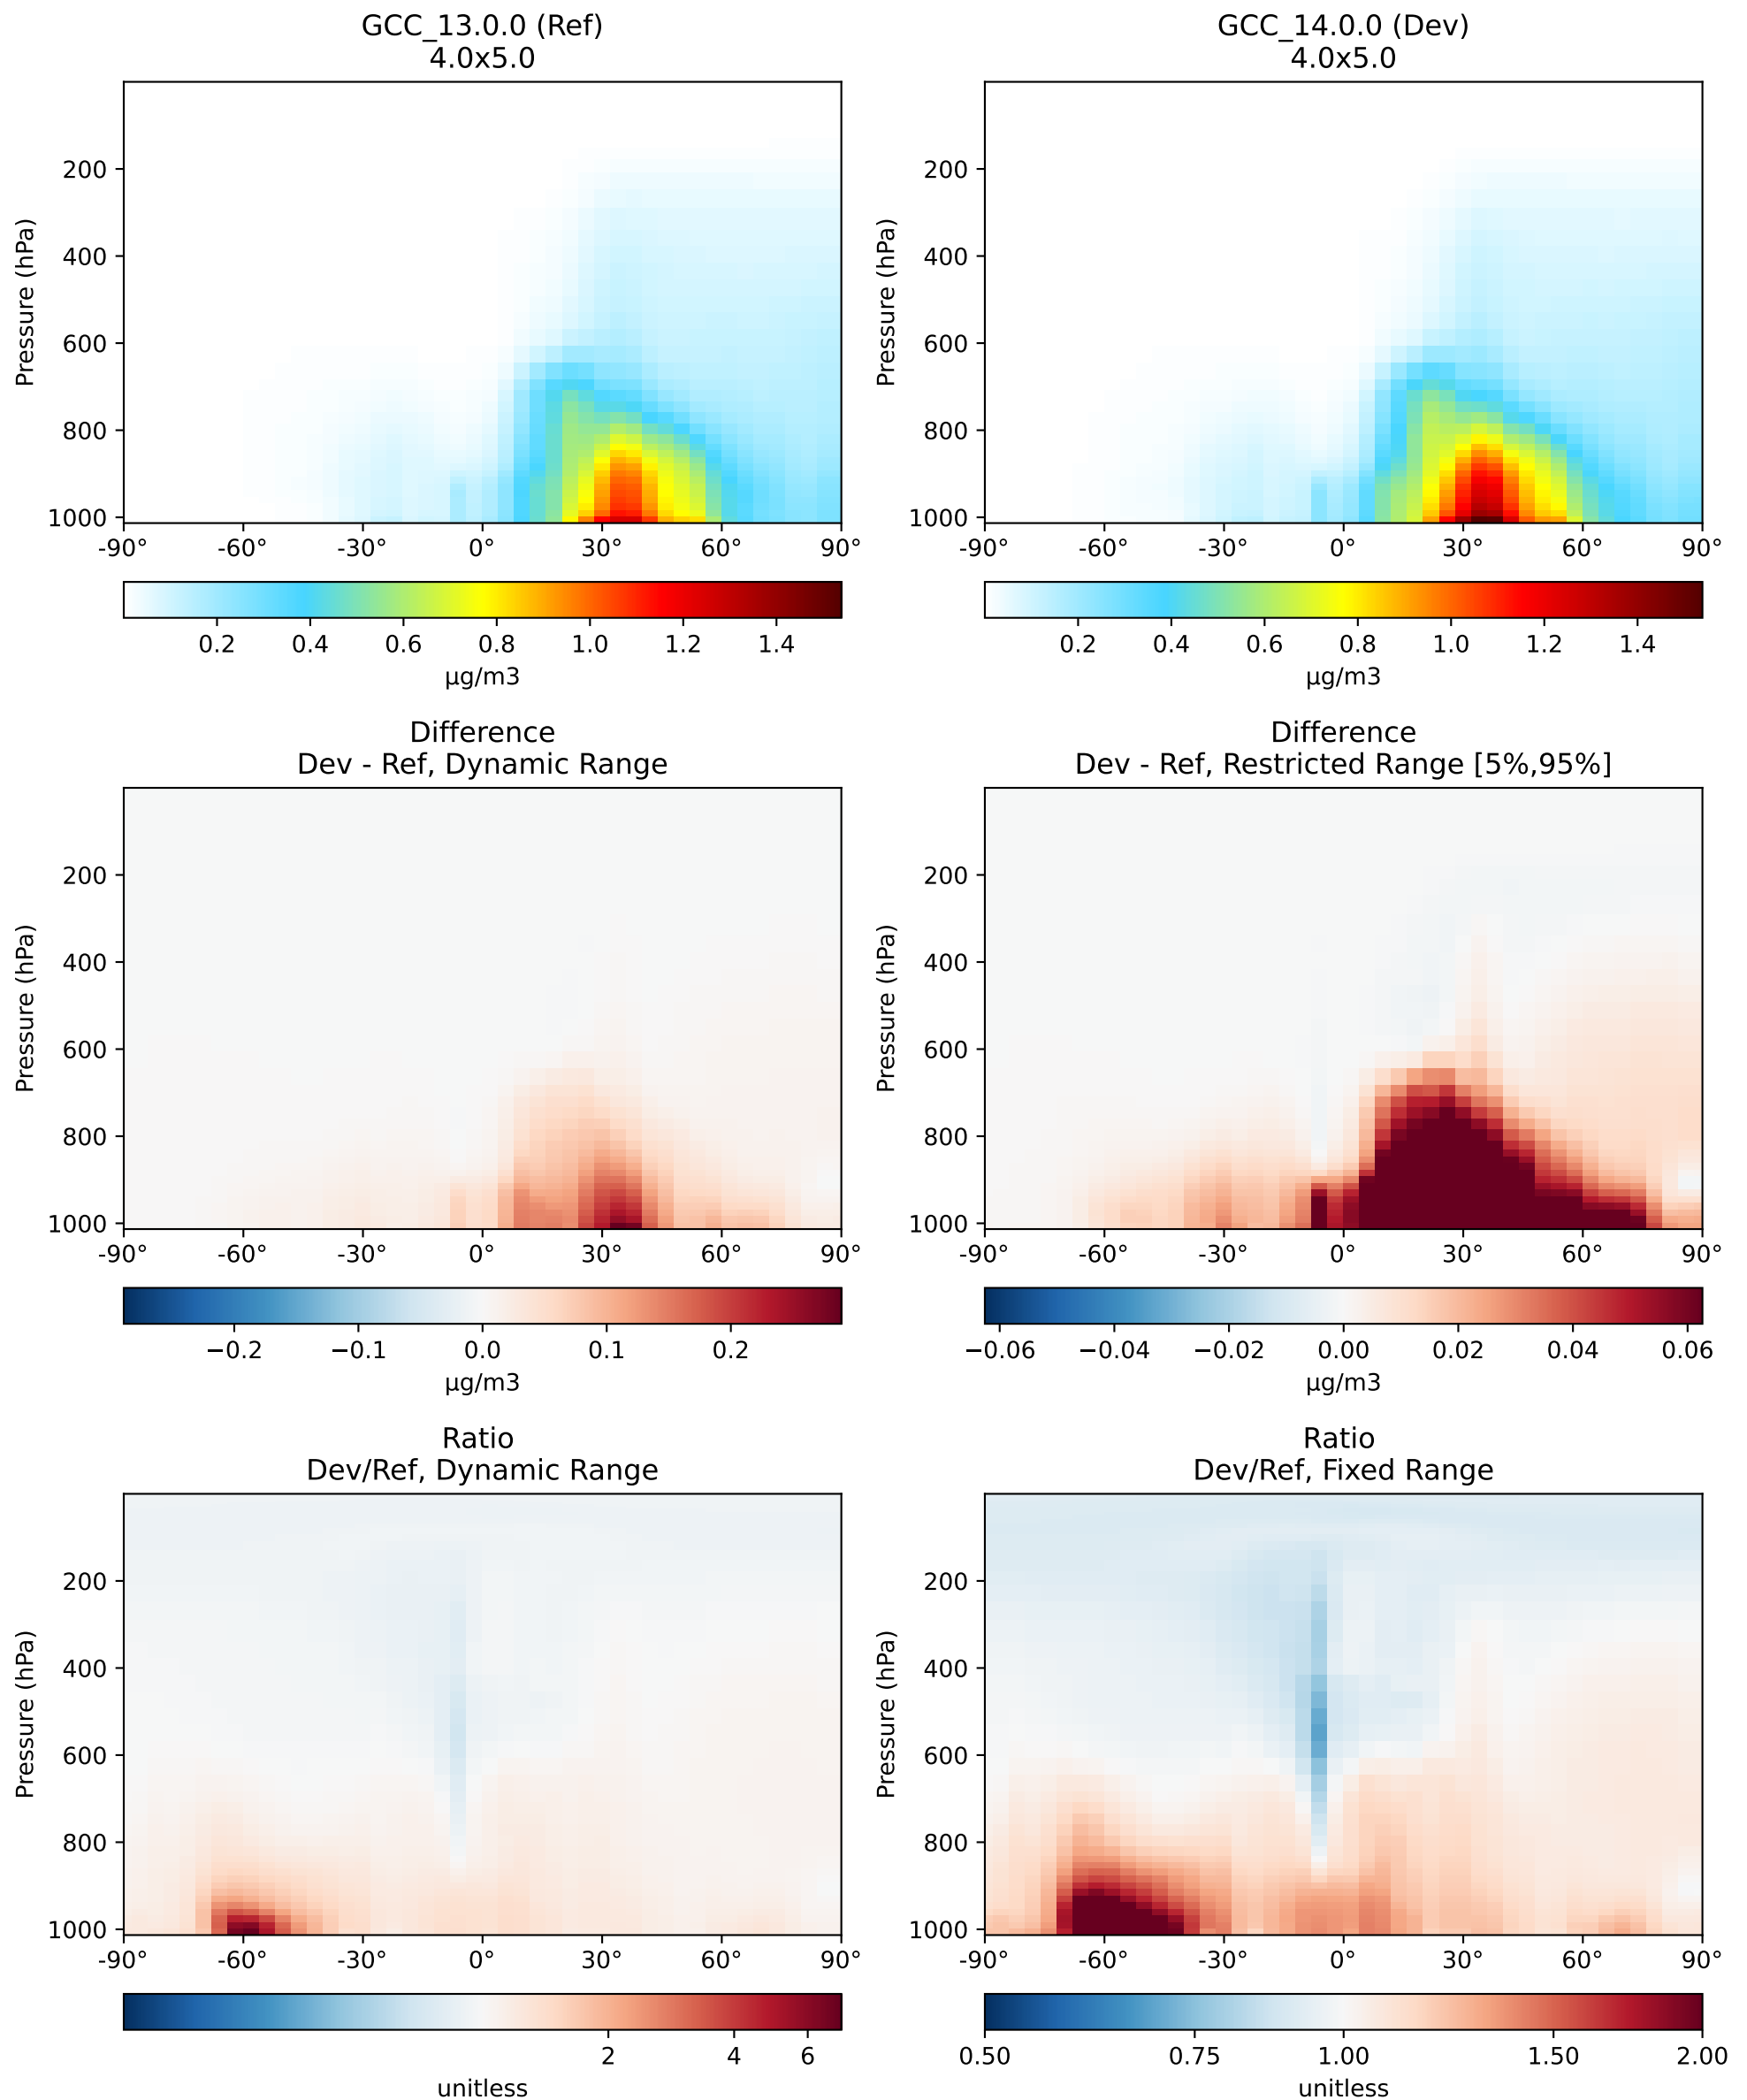 GCC_13.0.0 (Ref)
4.0x5.0
Pressure (hPa)
200
400
600
800
1000
-90° -60° -30° 0° 30° 60° 90°
0.2 0.4 0.6 0.8 1.0 1.2 1.4
µg/m3
GCC_14.0.0 (Dev)
4.0x5.0
Pressure (hPa)
200
400
600
800
1000
-90° -60° -30° 0° 30° 60° 90°
0.2 0.4 0.6 0.8 1.0 1.2 1.4
µg/m3
Difference
Dev - Ref, Dynamic Range
Pressure (hPa)
200
400
600
800
1000
-90° -60° -30° 0° 30° 60° 90°
−0.2 −0.1 0.0 0.1 0.2
µg/m3
Difference
Dev - Ref, Restricted Range [5%,95%]
Pressure (hPa)
200
400
600
800
1000
-90° -60° -30° 0° 30° 60° 90°
−0.06 −0.04 −0.02 0.00 0.02 0.04 0.06
µg/m3
Ratio
Dev/Ref, Dynamic Range
Pressure (hPa)
200
400
600
800
1000
-90° -60° -30° 0° 30° 60° 90°
2 4 6
unitless
Ratio
Dev/Ref, Fixed Range
Pressure (hPa)
200
400
600
800
1000
-90° -60° -30° 0° 30° 60° 90°
0.50 0.75 1.00 1.50 2.00
unitless